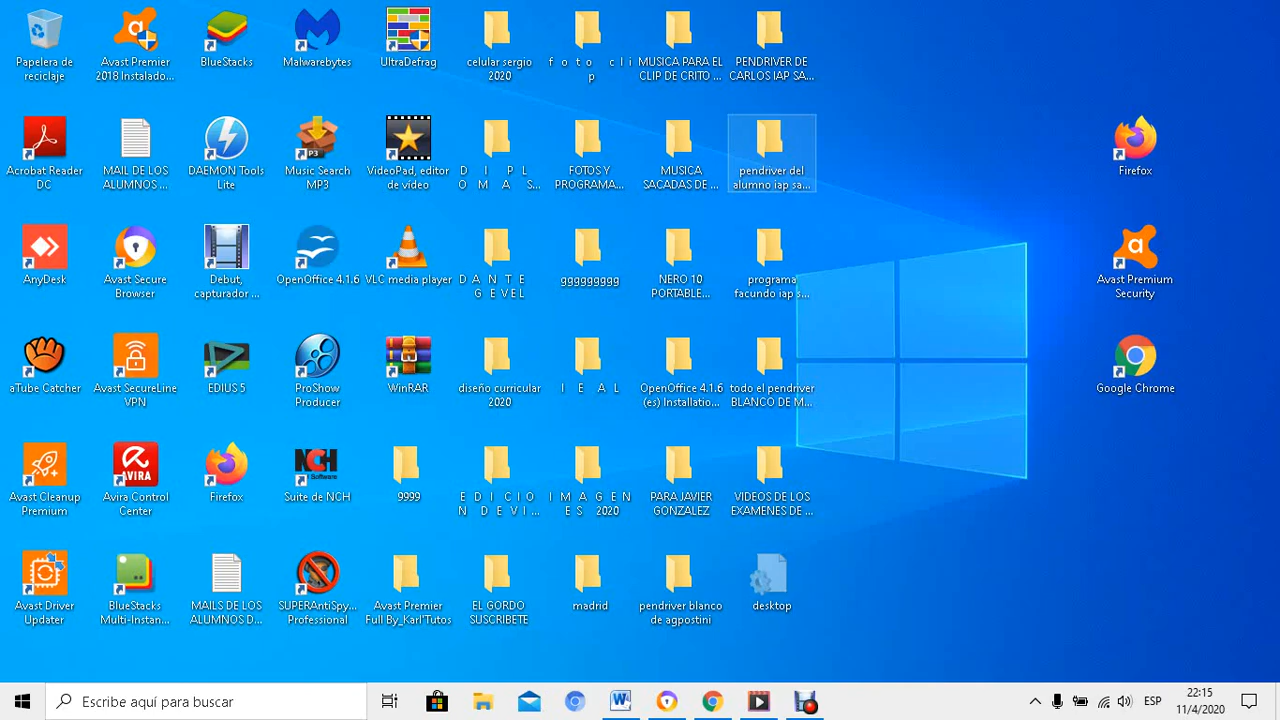 Papelera de
reciclaje
Avast Premier
2018 Instalado...
BlueStacks
Malwarebytes
UltraDefrag
celular sergio
2020
f o t o c l i
p
MUSICA PARA EL
CLIP DE CRITO ...
PENDRIVER DE
CARLOS IAP SA...
Acrobat Reader
DC
MAIL DE LOS
ALUMNOS ...
DAEMON Tools
Lite
P3
Music Search
MP3
VideoPad, editor
de vídeo
D I P L
O M A S...
FOTOS Y
PROGRAMA...
MUSICA
SACADAS DE ...
pendriver del
alumno iap sa...
Firefox
AnyDesk
Avast Secure
Browser
Debut,
capturador ...
OpenOffice 4.1.6
VLC media player
D A N T E
G E V E L
ggggggggg
NERO 10
PORTABLE...
programa
facundo iap s...
Avast Premium
Security
aTube Catcher
Avast SecureLine
VPN
EDIUS 5
ProShow
Producer
WinRAR
diseño curricular
2020
I E A L
OpenOffice 4.1.6
(es) Installatio...
todo el pendriver
BLANCO DE M...
Google Chrome
Avast Cleanup
Premium
AVIRA
Avira Control
Center
Firefox
NCH
Software
Suite de NCH
9999
E D I C I O
N D E V I ...
I M A G E N
E S 2020
PARA JAVIER
GONZALEZ
VIDEOS DE LOS
EXAMENES DE ...
Avast Driver
Updater
BlueStacks
Multi-Instan...
MAILS DE LOS
ALUMNOS D...
SUPERAntiSpy...
Professional
Avast Premier
Full By_Karl'Tutos
EL GORDO
SUSCRIBETE
madrid
pendriver blanco
de agpostini
desktop
Escribe aquí para buscar
ESP
22:15
11/4/2020